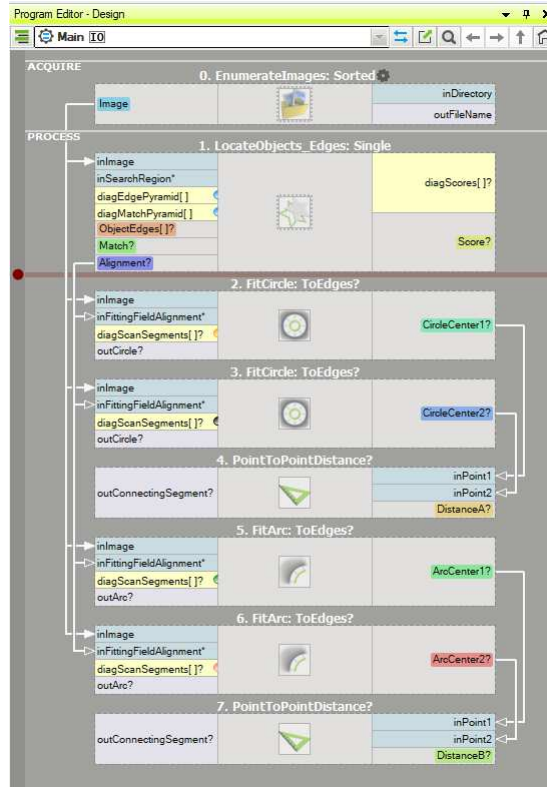 Program Editor - Design
Main IO
ACQUIRE
0. EnumerateImages: Sorted
Image
inDirectory
outFileName
PROCESS
1. LocateObjects_Edges: Single
inImage
inSearchRegion*
diagEdgePyramid[ ]
diagMatchPyramid[ ]
ObjectEdges[ ]?
Match?
Alignment?
diagScores[ ]?
Score?
2. FitCircle: ToEdges?
inImage
inFittingFieldAlignment*
diagScanSegments[ ]?
outCircle?
CircleCenter1?
3. FitCircle: ToEdges?
inImage
inFittingFieldAlignment*
diagScanSegments[ ]?
outCircle?
CircleCenter2?
4. PointToPointDistance?
outConnectingSegment?
inPoint1
inPoint2
DistanceA?
5. FitArc: ToEdges?
inImage
inFittingFieldAlignment*
diagScanSegments[ ]?
outArc?
ArcCenter1?
6. FitArc: ToEdges?
inImage
inFittingFieldAlignment*
diagScanSegments[ ]?
outArc?
ArcCenter2?
7. PointToPointDistance?
outConnectingSegment?
inPoint1
inPoint2
DistanceB?